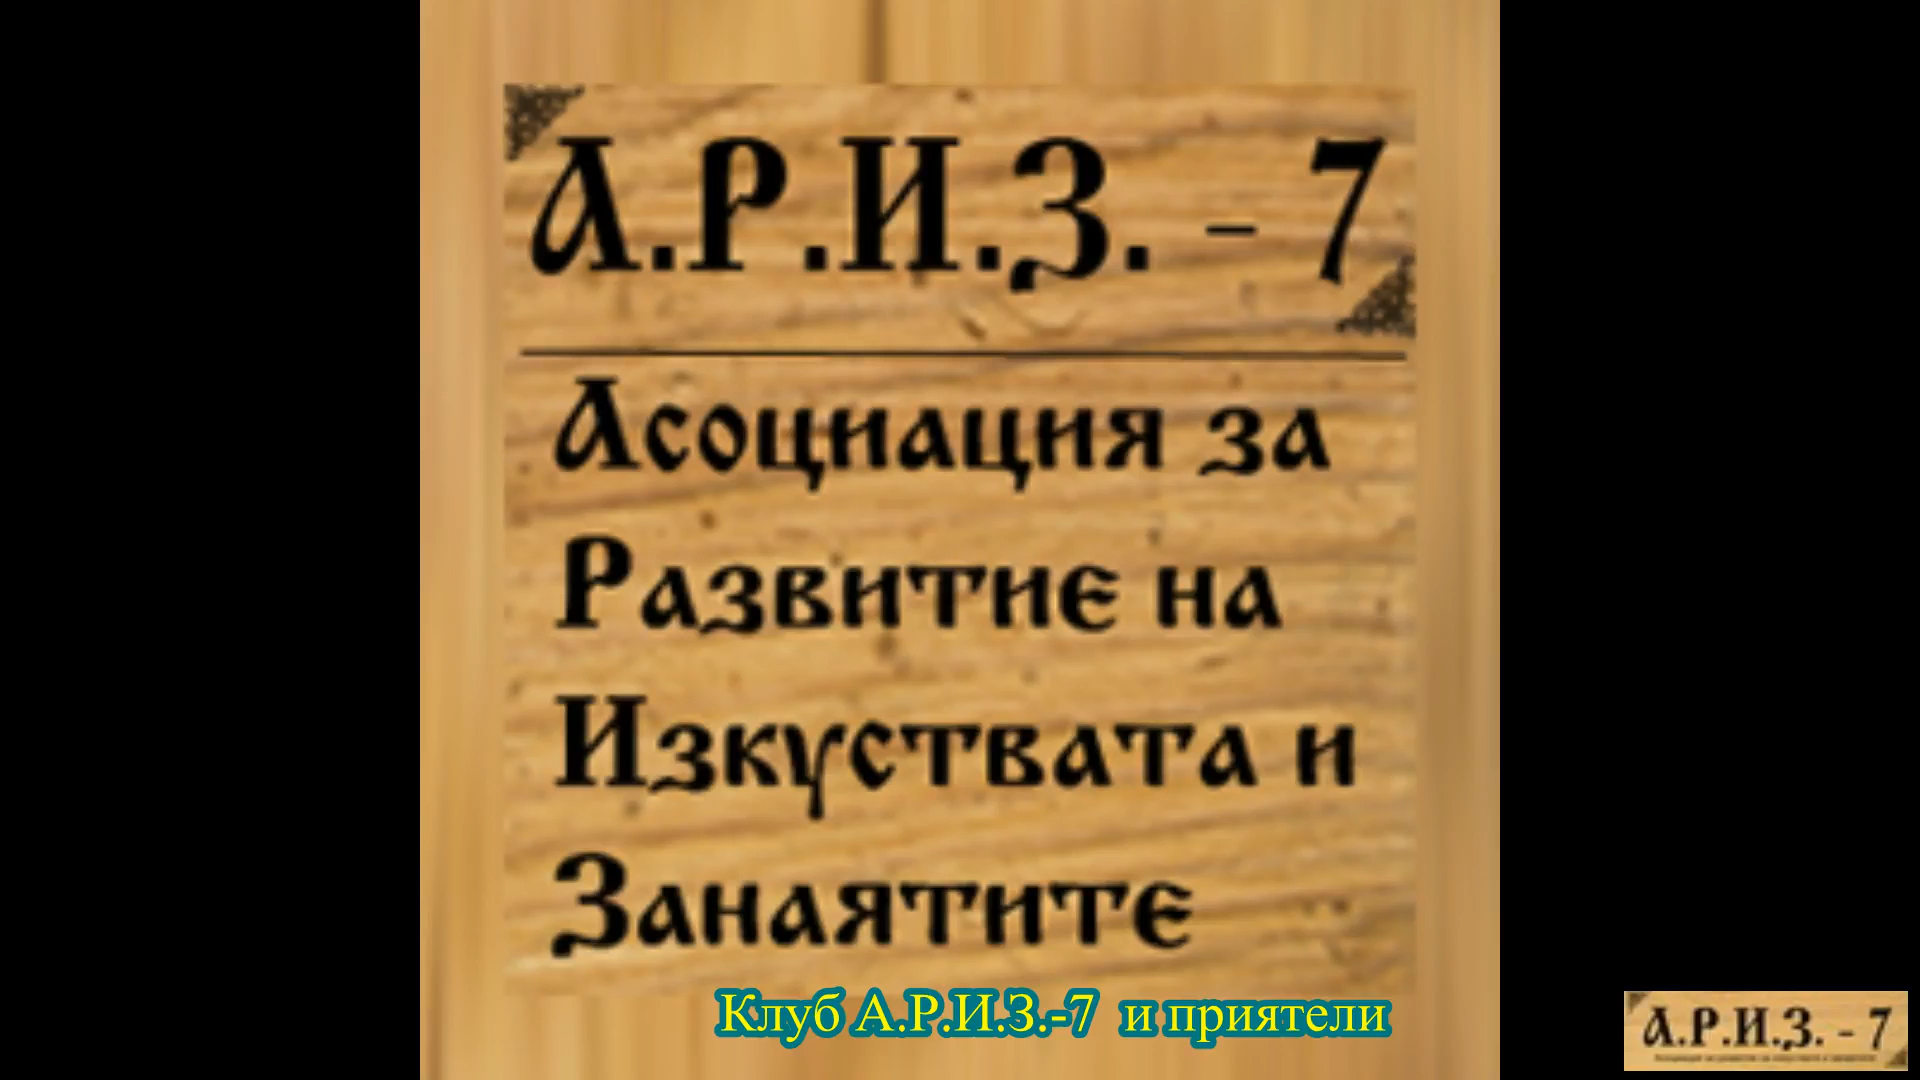 А.Р.И.З. - 7
Асоциация за
Развитие на
Изкуствата и
Занаятите
Клуб А.Р.И.З.-7 и приятели
А.Р.И.З. - 7